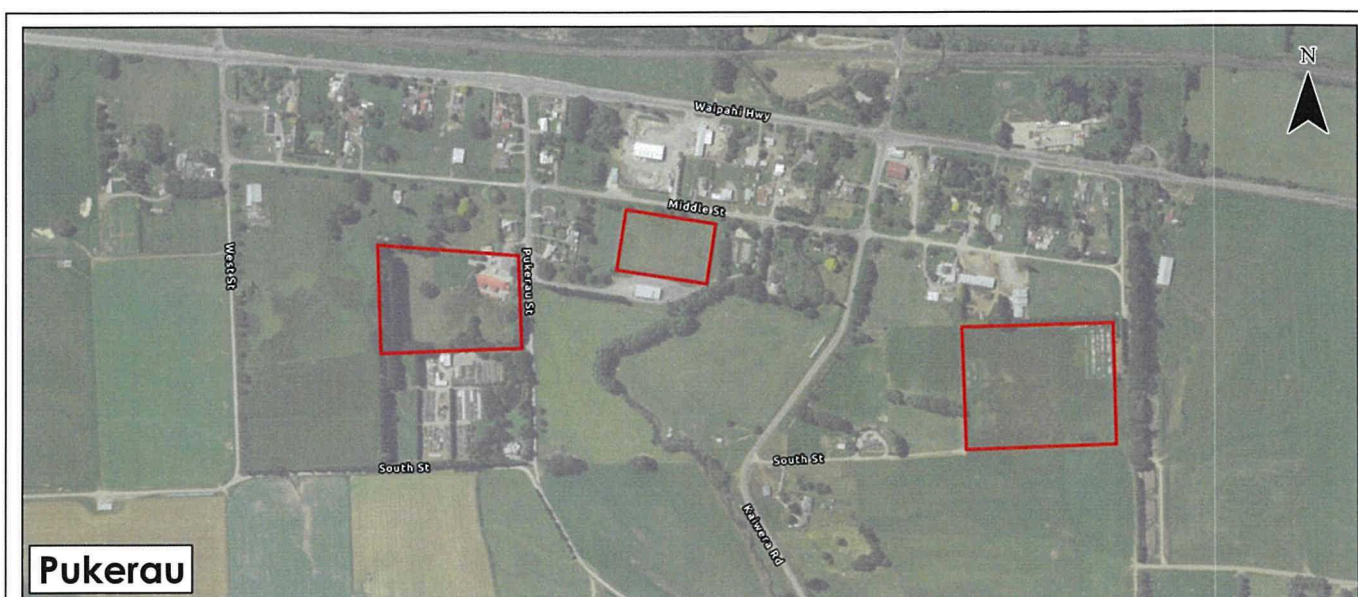 N
Waipahi Hwy
Middle St
West St
Pukerau St
South St
South St
Kaiwera Rd
Pukerau